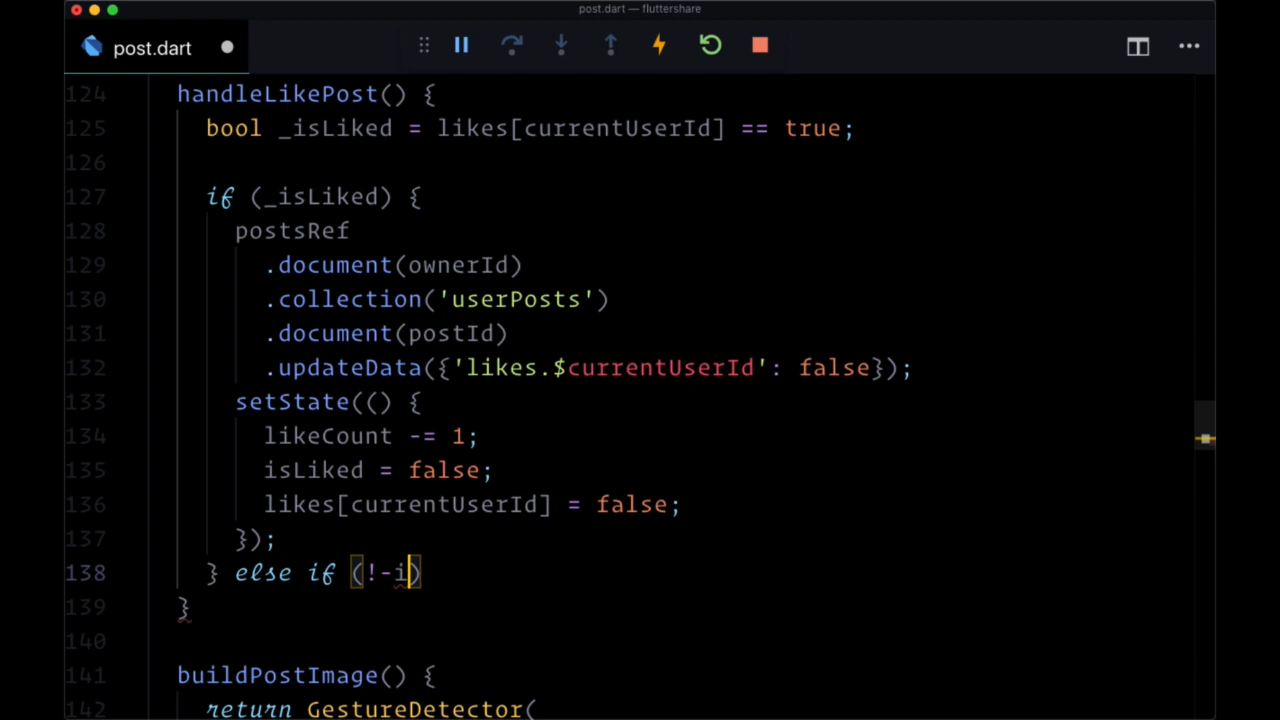 post.dart — fluttershare
post.dart
124 handleLikePost() {
125 bool _isLiked = likes[currentUserId] == true;
126
127 if (_isLiked) {
128 postsRef
129 .document(ownerId)
130 .collection('userPosts')
131 .document(postId)
132 .updateData({'likes.$currentUserId': false});
133 setState(() {
134 likeCount -= 1;
135 isLiked = false;
136 likes[currentUserId] = false;
137 });
138 } else if (!-i)
139 }
140
141 buildPostImage() {
142 return GestureDetector(